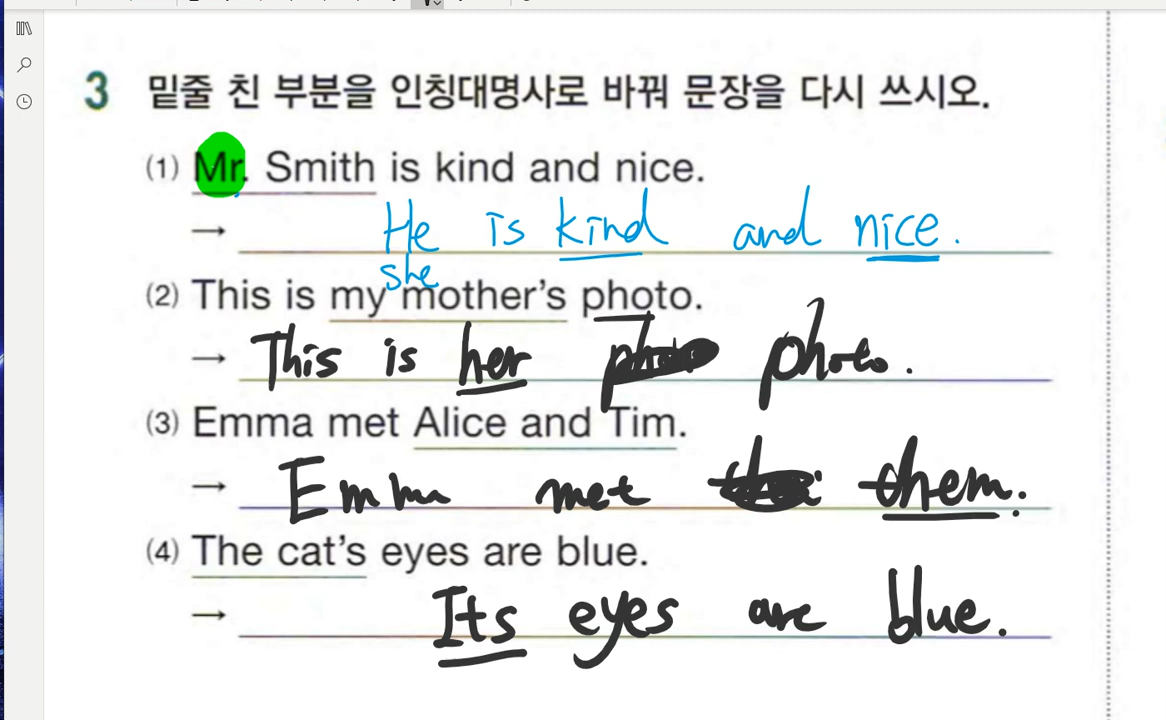 3 밑줄 친 부분을 인칭대명사로 바꿔 문장을 다시 쓰시오.
(1) Mr. Smith is kind and nice.
→ He is kind and nice.
she
(2) This is my mother's photo.
→ This is her photo.
(3) Emma met Alice and Tim.
→ Emma met them.
(4) The cat's eyes are blue.
→ Its eyes are blue.